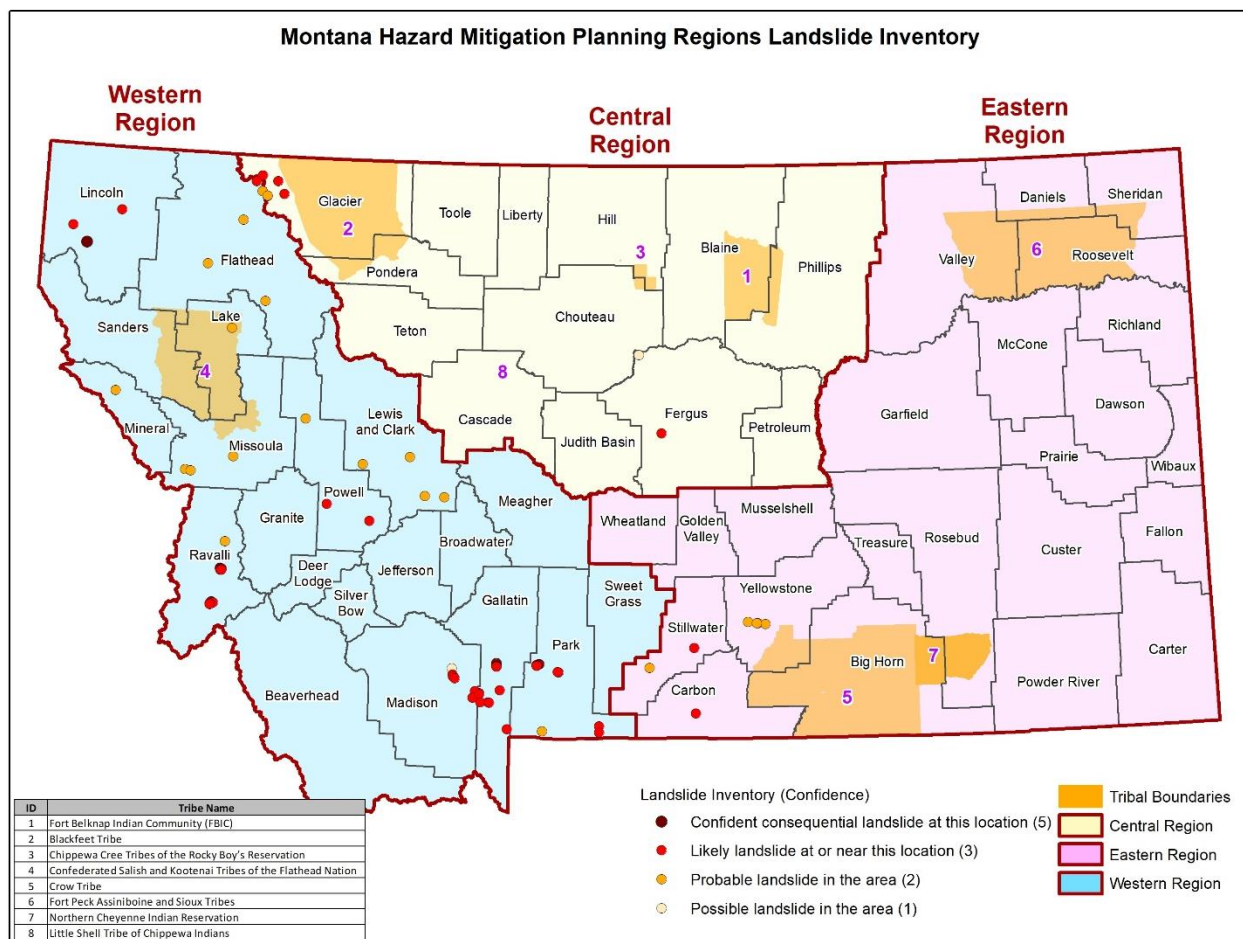 Montana Hazard Mitigation Planning Regions Landslide Inventory
Western
Region
Central
Region
Eastern
Region
Lincoln
Flathead
Glacier
2
Toole
Liberty
Hill
3
Blaine
1
Phillips
Daniels
Sheridan
Valley
6
Roosevelt
Pondera
Sanders
Lake
4
Teton
Chouteau
McCone
Richland
8
Cascade
Fergus
Judith Basin
Petroleum
Garfield
Dawson
Prairie
Wibaux
Mineral
Missoula
Lewis
and Clark
Powell
Meagher
Granite
Broadwater
Ravalli
Deer
Lodge
Jefferson
Silver
Bow
Wheatland
Golden
Valley
Musselshell
Treasure
Rosebud
Custer
Fallon
Gallatin
Sweet
Grass
Yellowstone
Stillwater
Park
Beaverhead
Madison
Carbon
Big Horn
7
5
Powder River
Carter
ID Tribe Name
1 Fort Belknap Indian Community (FBIC)
2 Blackfeet Tribe
3 Chippewa Cree Tribes of the Rocky Boy's Reservation
4 Confederated Salish and Kootenai Tribes of the Flathead Nation
5 Crow Tribe
6 Fort Peck Assiniboine and Sioux Tribes
7 Northern Cheyenne Indian Reservation
8 Little Shell Tribe of Chippewa Indians
Landslide Inventory (Confidence)
Confident consequential landslide at this location (5)
Likely landslide at or near this location (3)
Probable landslide in the area (2)
Possible landslide in the area (1)
Tribal Boundaries
Central Region
Eastern Region
Western Region